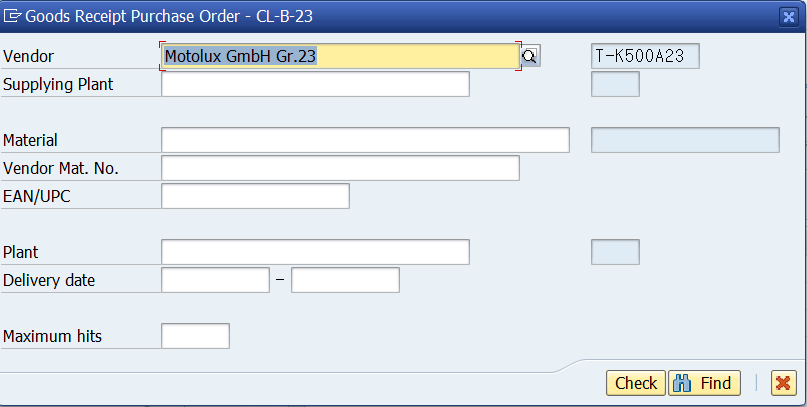 Goods Receipt Purchase Order - CL-B-23
Vendor Motolux GmbH Gr.23 T-K500A23
Supplying Plant
Material
Vendor Mat. No.
EAN/UPC
Plant
Delivery date –
Maximum hits
Check Find